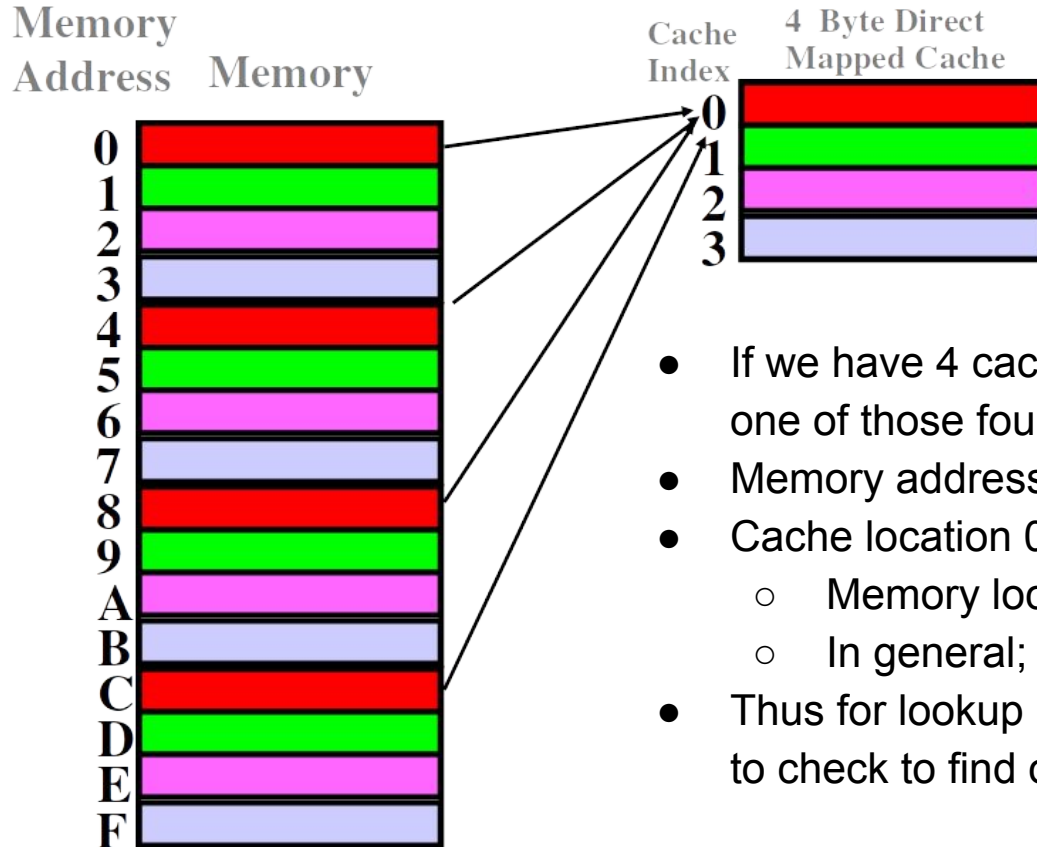 Memory
Address Memory
0
1
2
3
4
5
6
7
8
9
A
B
C
D
E
F
Cache
Index
4 Byte Direct
Mapped Cache
0
1
2
3
● If we have 4 cac
one of those fou
● Memory address
● Cache location 0
○ Memory loc
○ In general;
● Thus for lookup
to check to find o